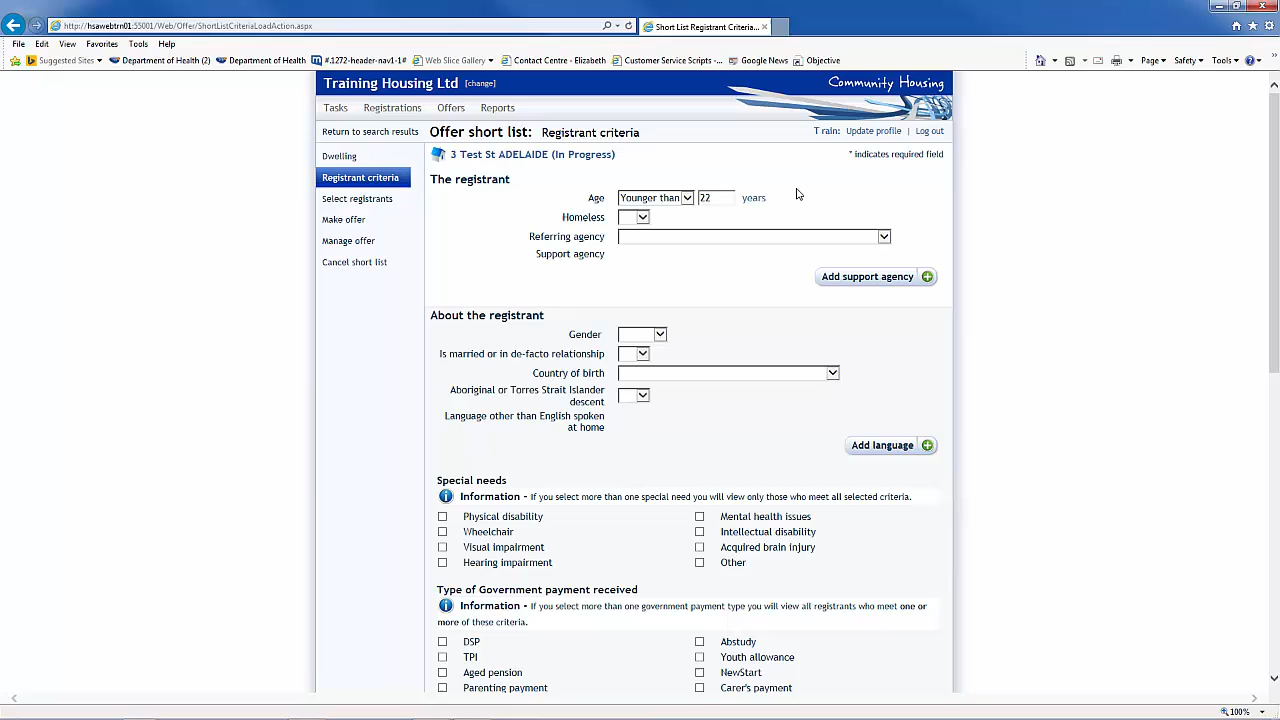 http://hsawebtrn01:55001/Web/Offer/ShortListCriteriaLoadAction.aspx
Short List Registrant Criteria...
File Edit View Favorites Tools Help
Suggested Sites Department of Health (2) Department of Health #.1272-header-nav1-1# Web Slice Gallery Contact Centre - Elizabeth Customer Service Scripts -... Google News Objective Page Safety Tools
Training Housing Ltd [change] Community Housing
Tasks Registrations Offers Reports
Return to search results Offer short list: Registrant criteria T rain: Update profile | Log out
3 Test St ADELAIDE (In Progress) * indicates required field
Dwelling
Registrant criteria
Select registrants
Make offer
Manage offer
Cancel short list
The registrant
Age Younger than 22 years
Homeless
Referring agency
Support agency
Add support agency
About the registrant
Gender
Is married or in de-facto relationship
Country of birth
Aboriginal or Torres Strait Islander
descent
Language other than English spoken
at home
Add language
Special needs
Information - If you select more than one special need you will view only those who meet all selected criteria.
Physical disability Mental health issues
Wheelchair Intellectual disability
Visual impairment Acquired brain injury
Hearing impairment Other
Type of Government payment received
Information - If you select more than one government payment type you will view all registrants who meet one or
more of these criteria.
DSP Abstudy
TPI Youth allowance
Aged pension NewStart
Parenting payment Carer's payment
100%